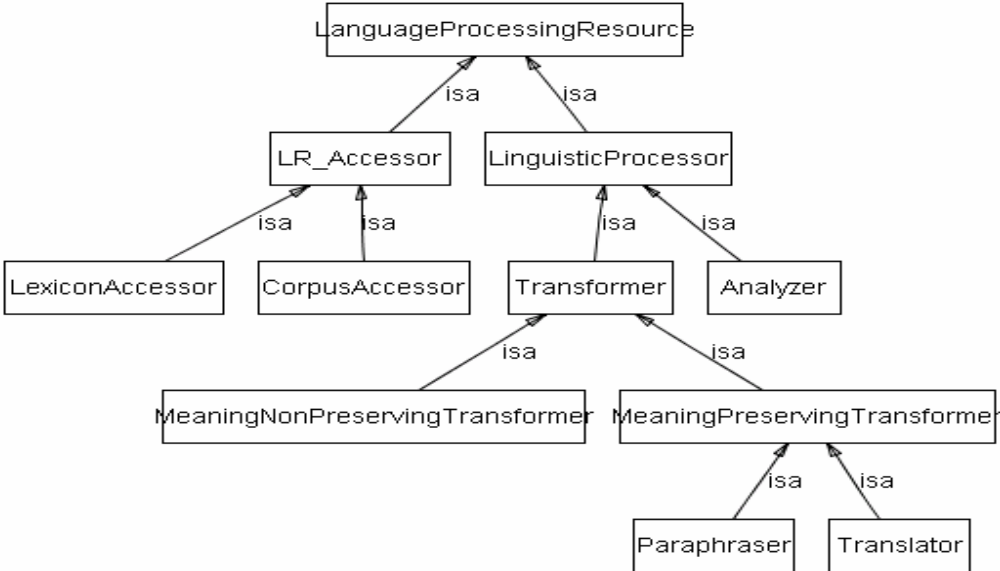 LanguageProcessingResource
isa
isa
LR_Accessor
LinguisticProcessor
isa
isa
isa
isa
LexiconAccessor
CorpusAccessor
Transformer
Analyzer
isa
isa
MeaningNonPreservingTransformer
MeaningPreservingTransformer
isa
isa
Paraphraser
Translator